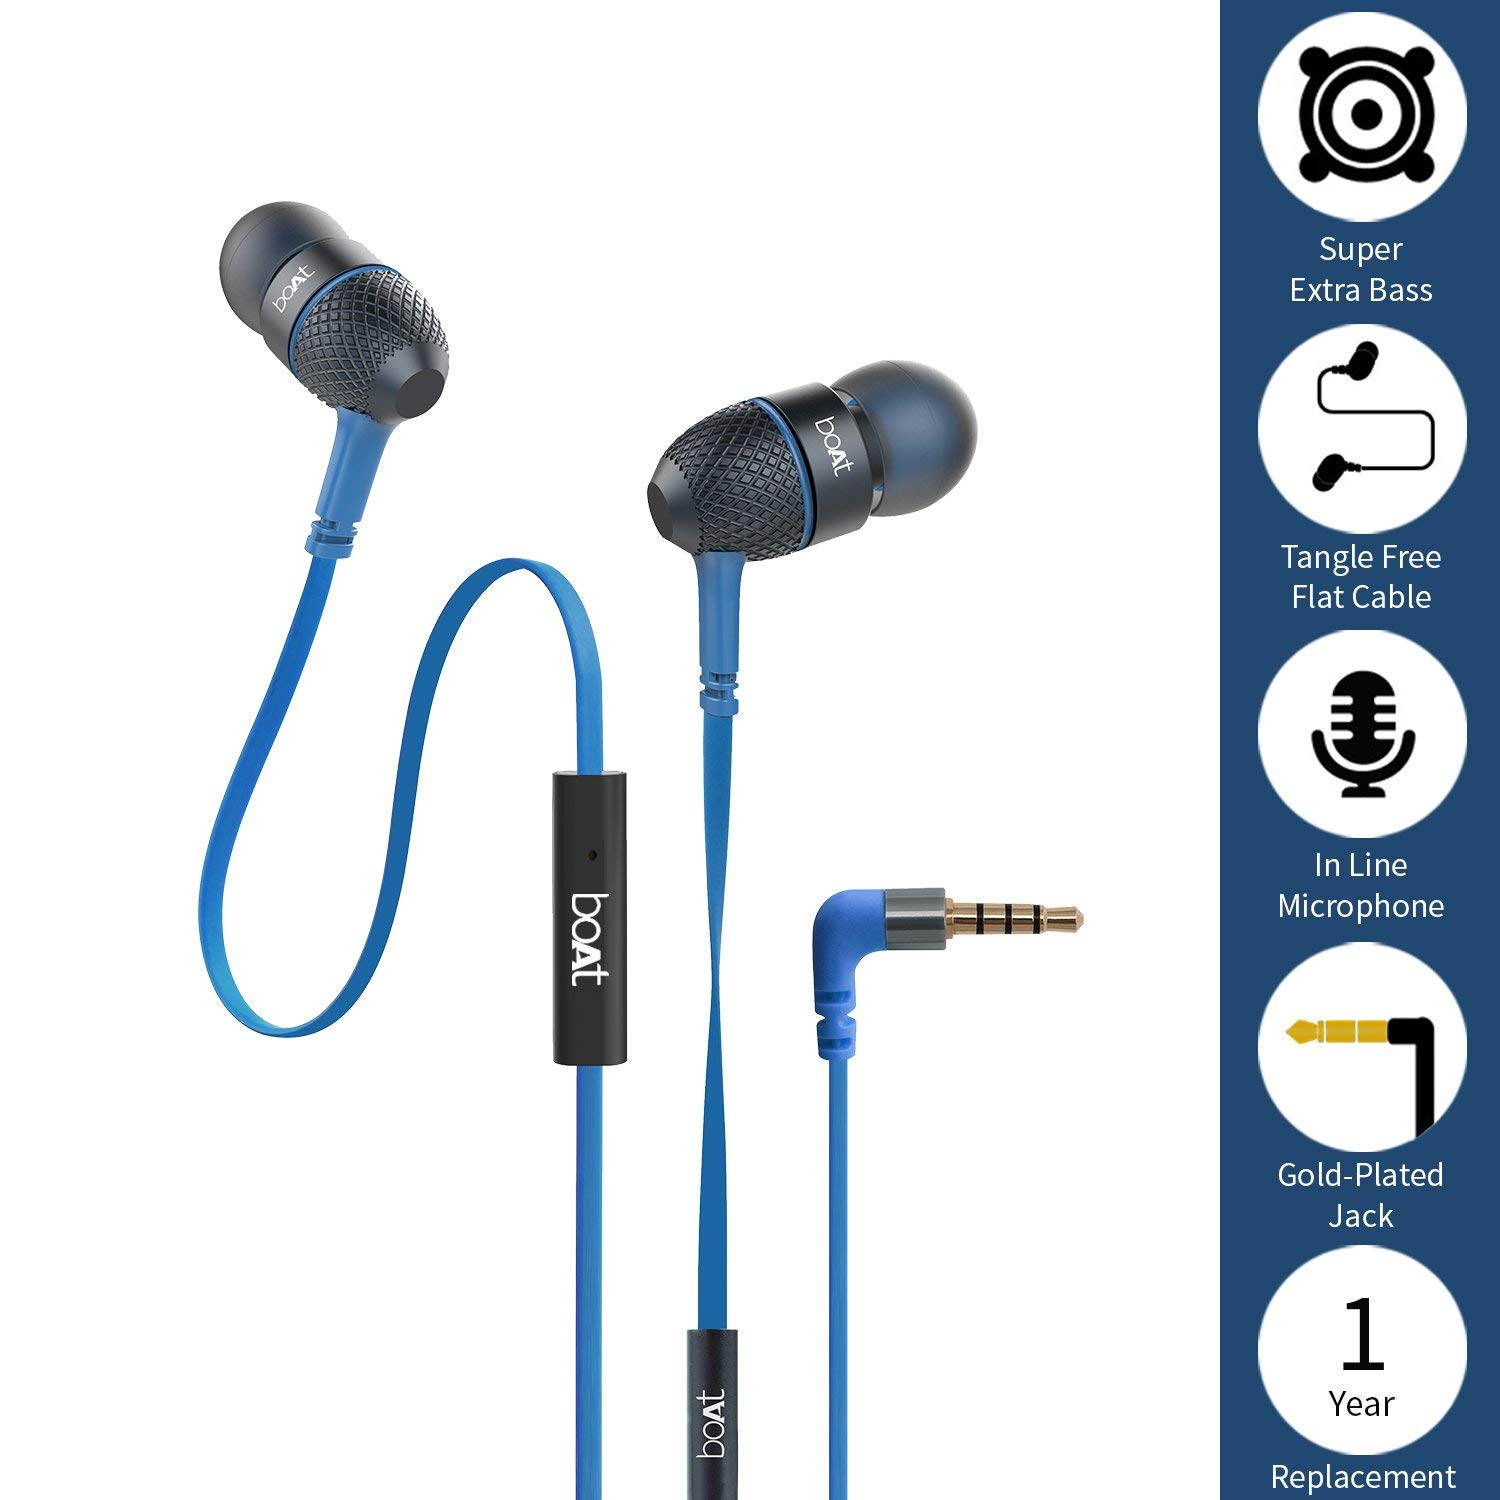 boAt
boAt
boAt
boAt
Super
Extra Bass
Tangle Free
Flat Cable
In Line
Microphone
Gold-Plated
Jack
1
Year
Replacement